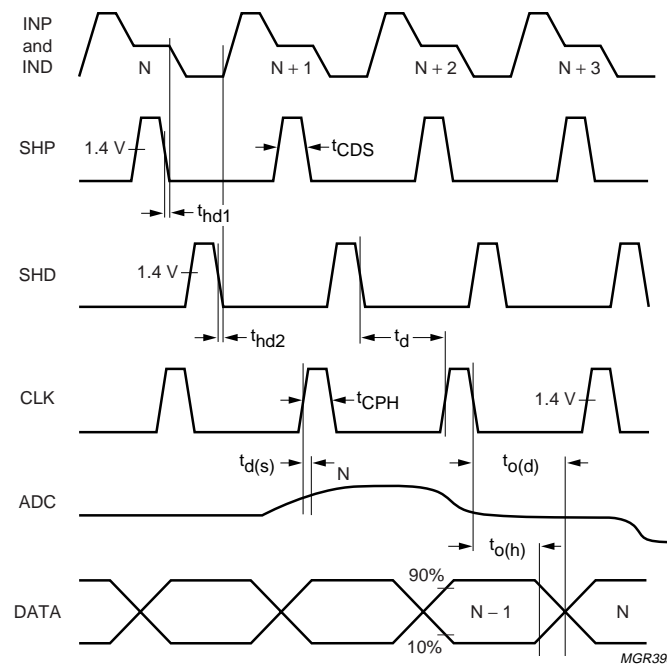 INP
and
IND
N
N + 1
N + 2
N + 3
SHP
1.4 V
tCDS
thd1
SHD
1.4 V
thd2
td
CLK
tCPH
1.4 V
td(s)
N
to(d)
ADC
to(h)
90%
DATA
N − 1
N
10%
MGR39